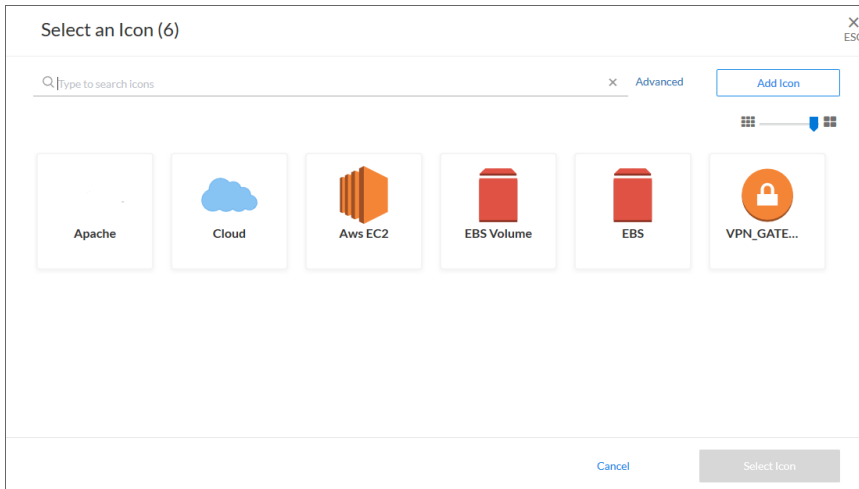 Select an Icon (6)
ESC
Type to search icons
Advanced
Add Icon
Apache
Cloud
Aws EC2
EBS Volume
EBS
VPN_GATE...
Cancel
Select Icon